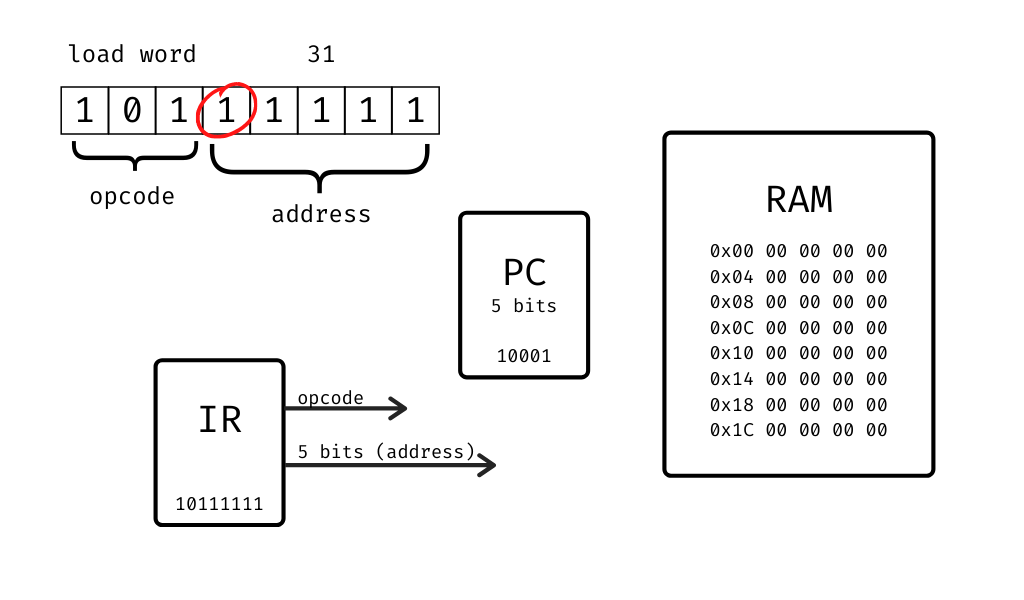 load word 31
1 0 1 1 1 1 1 1
opcode
address
PC
5 bits
10001
IR
10111111
opcode
5 bits (address)
RAM
0x00 00 00 00 00
0x04 00 00 00 00
0x08 00 00 00 00
0x0C 00 00 00 00
0x10 00 00 00 00
0x14 00 00 00 00
0x18 00 00 00 00
0x1C 00 00 00 00